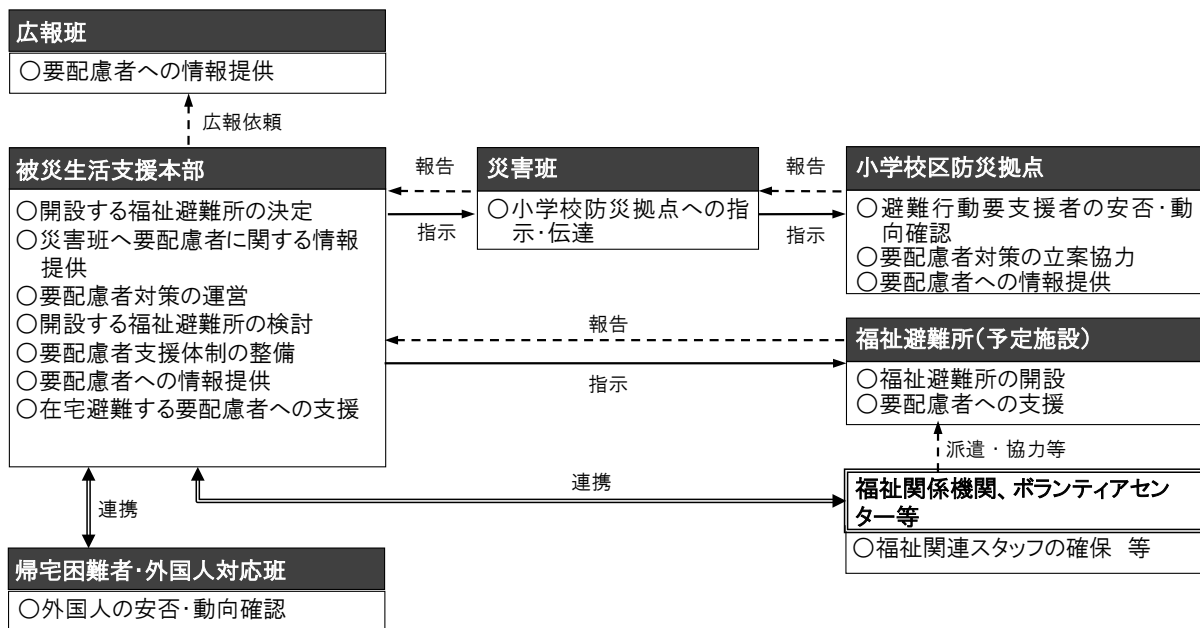 広報班
○要配慮者への情報提供
広報依頼
被災生活支援本部
○開設する福祉避難所の決定
○災害班へ要配慮者に関する情報
提供
○要配慮者対策の運営
○開設する福祉避難所の検討
○要配慮者支援体制の整備
○要配慮者への情報提供
○在宅避難する要配慮者への支援
報告
指示
災害班
○小学校防災拠点への指
示・伝達
報告
指示
小学校区防災拠点
○避難行動要支援者の安否・動
向確認
○要配慮者対策の立案協力
○要配慮者への情報提供
報告
指示
福祉避難所(予定施設)
○福祉避難所の開設
○要配慮者への支援
派遣・協力等
連携
福祉関係機関、ボランティアセン
ター等
○福祉関連スタッフの確保 等
連携
帰宅困難者・外国人対応班
○外国人の安否・動向確認